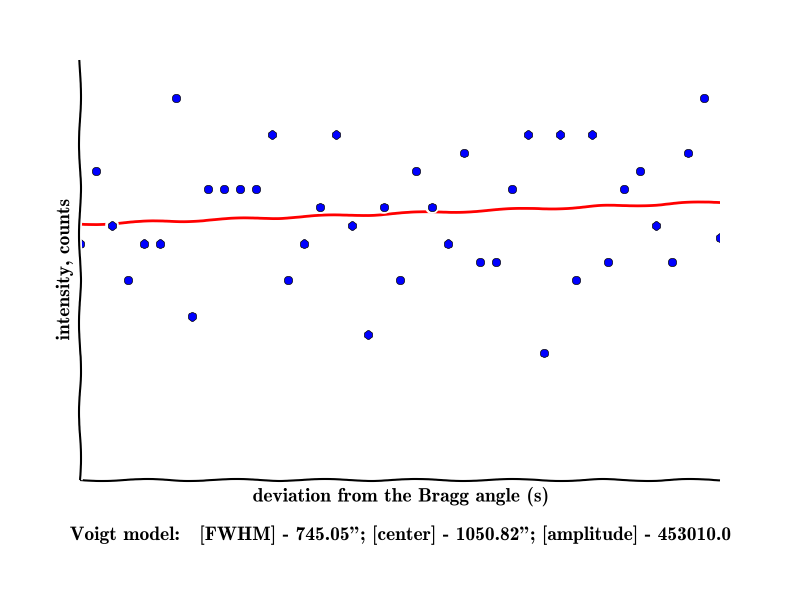 intensity, counts
deviation from the Bragg angle (s)
Voigt model: [FWHM] - 745.05”; [center] - 1050.82”; [amplitude] - 453010.0